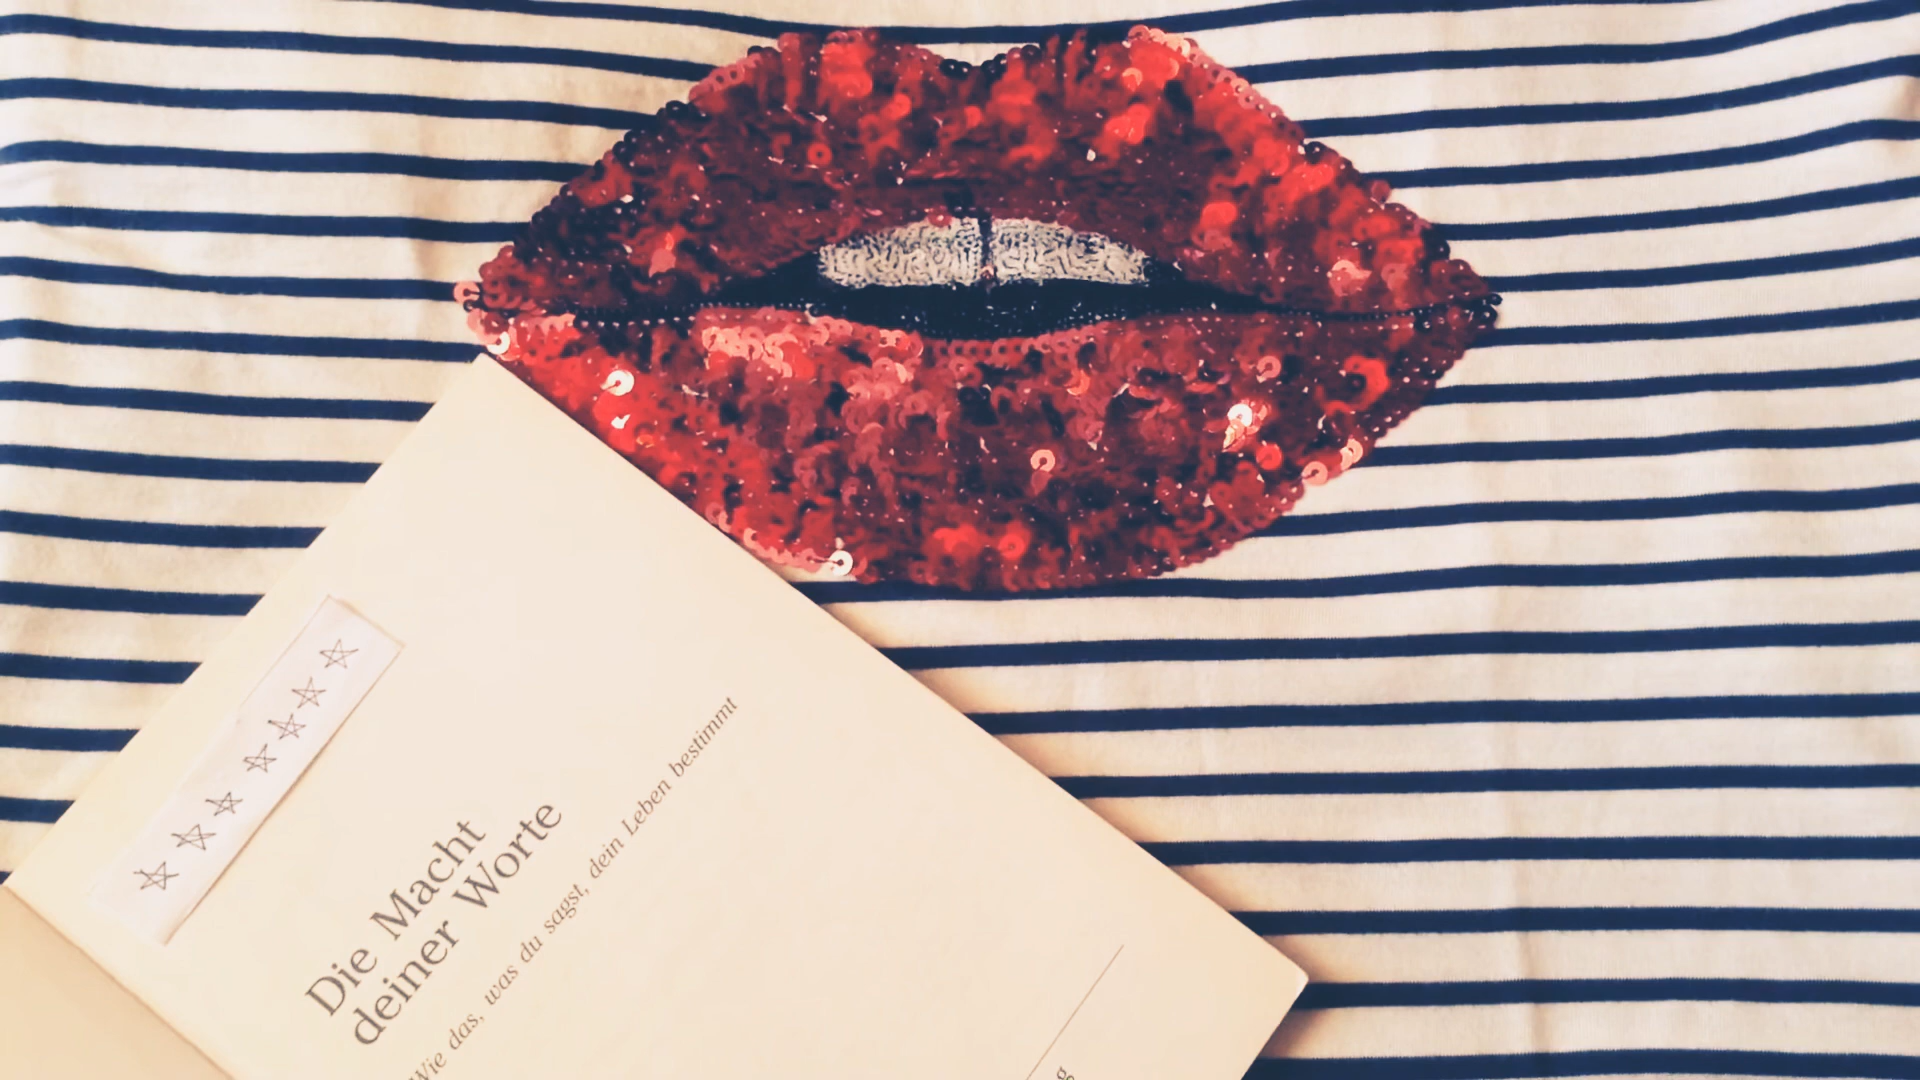 Die Macht
deiner Worte
Wie das, was du sagst, dein Leben bestimmt
g